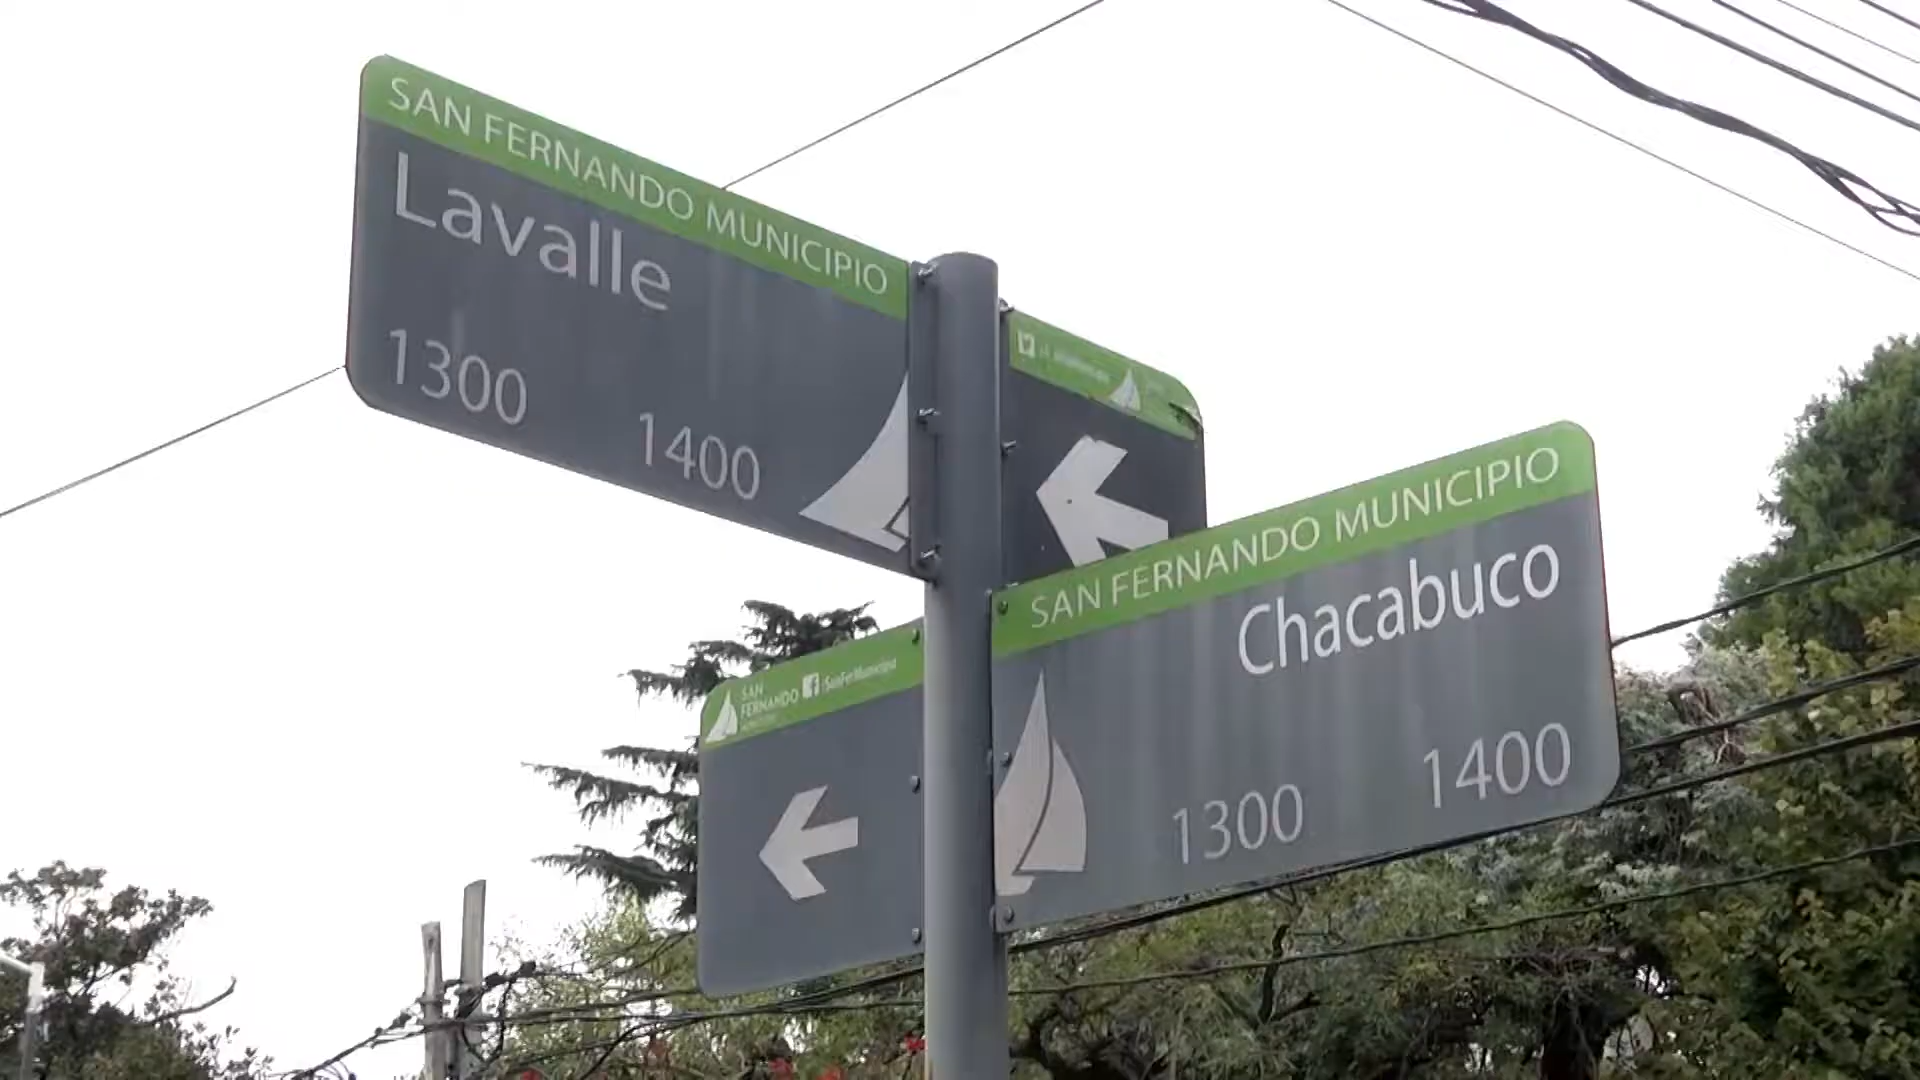 SAN FERNANDO MUNICIPIO
Lavalle
1300 1400
SAN FERNANDO MUNICIPIO
Chacabuco
1300 1400
SAN
FERNANDO
/SanFerMunicipio